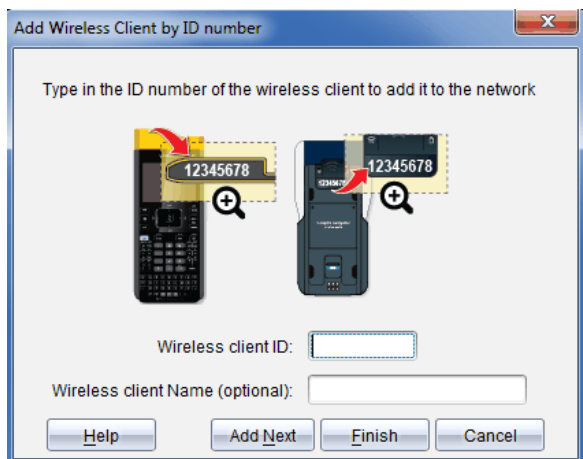 Add Wireless Client by ID number
Type in the ID number of the wireless client to add it to the network
12345678
12345678
12345678
Wireless client ID:
Wireless client Name (optional):
Help Add Next Finish Cancel